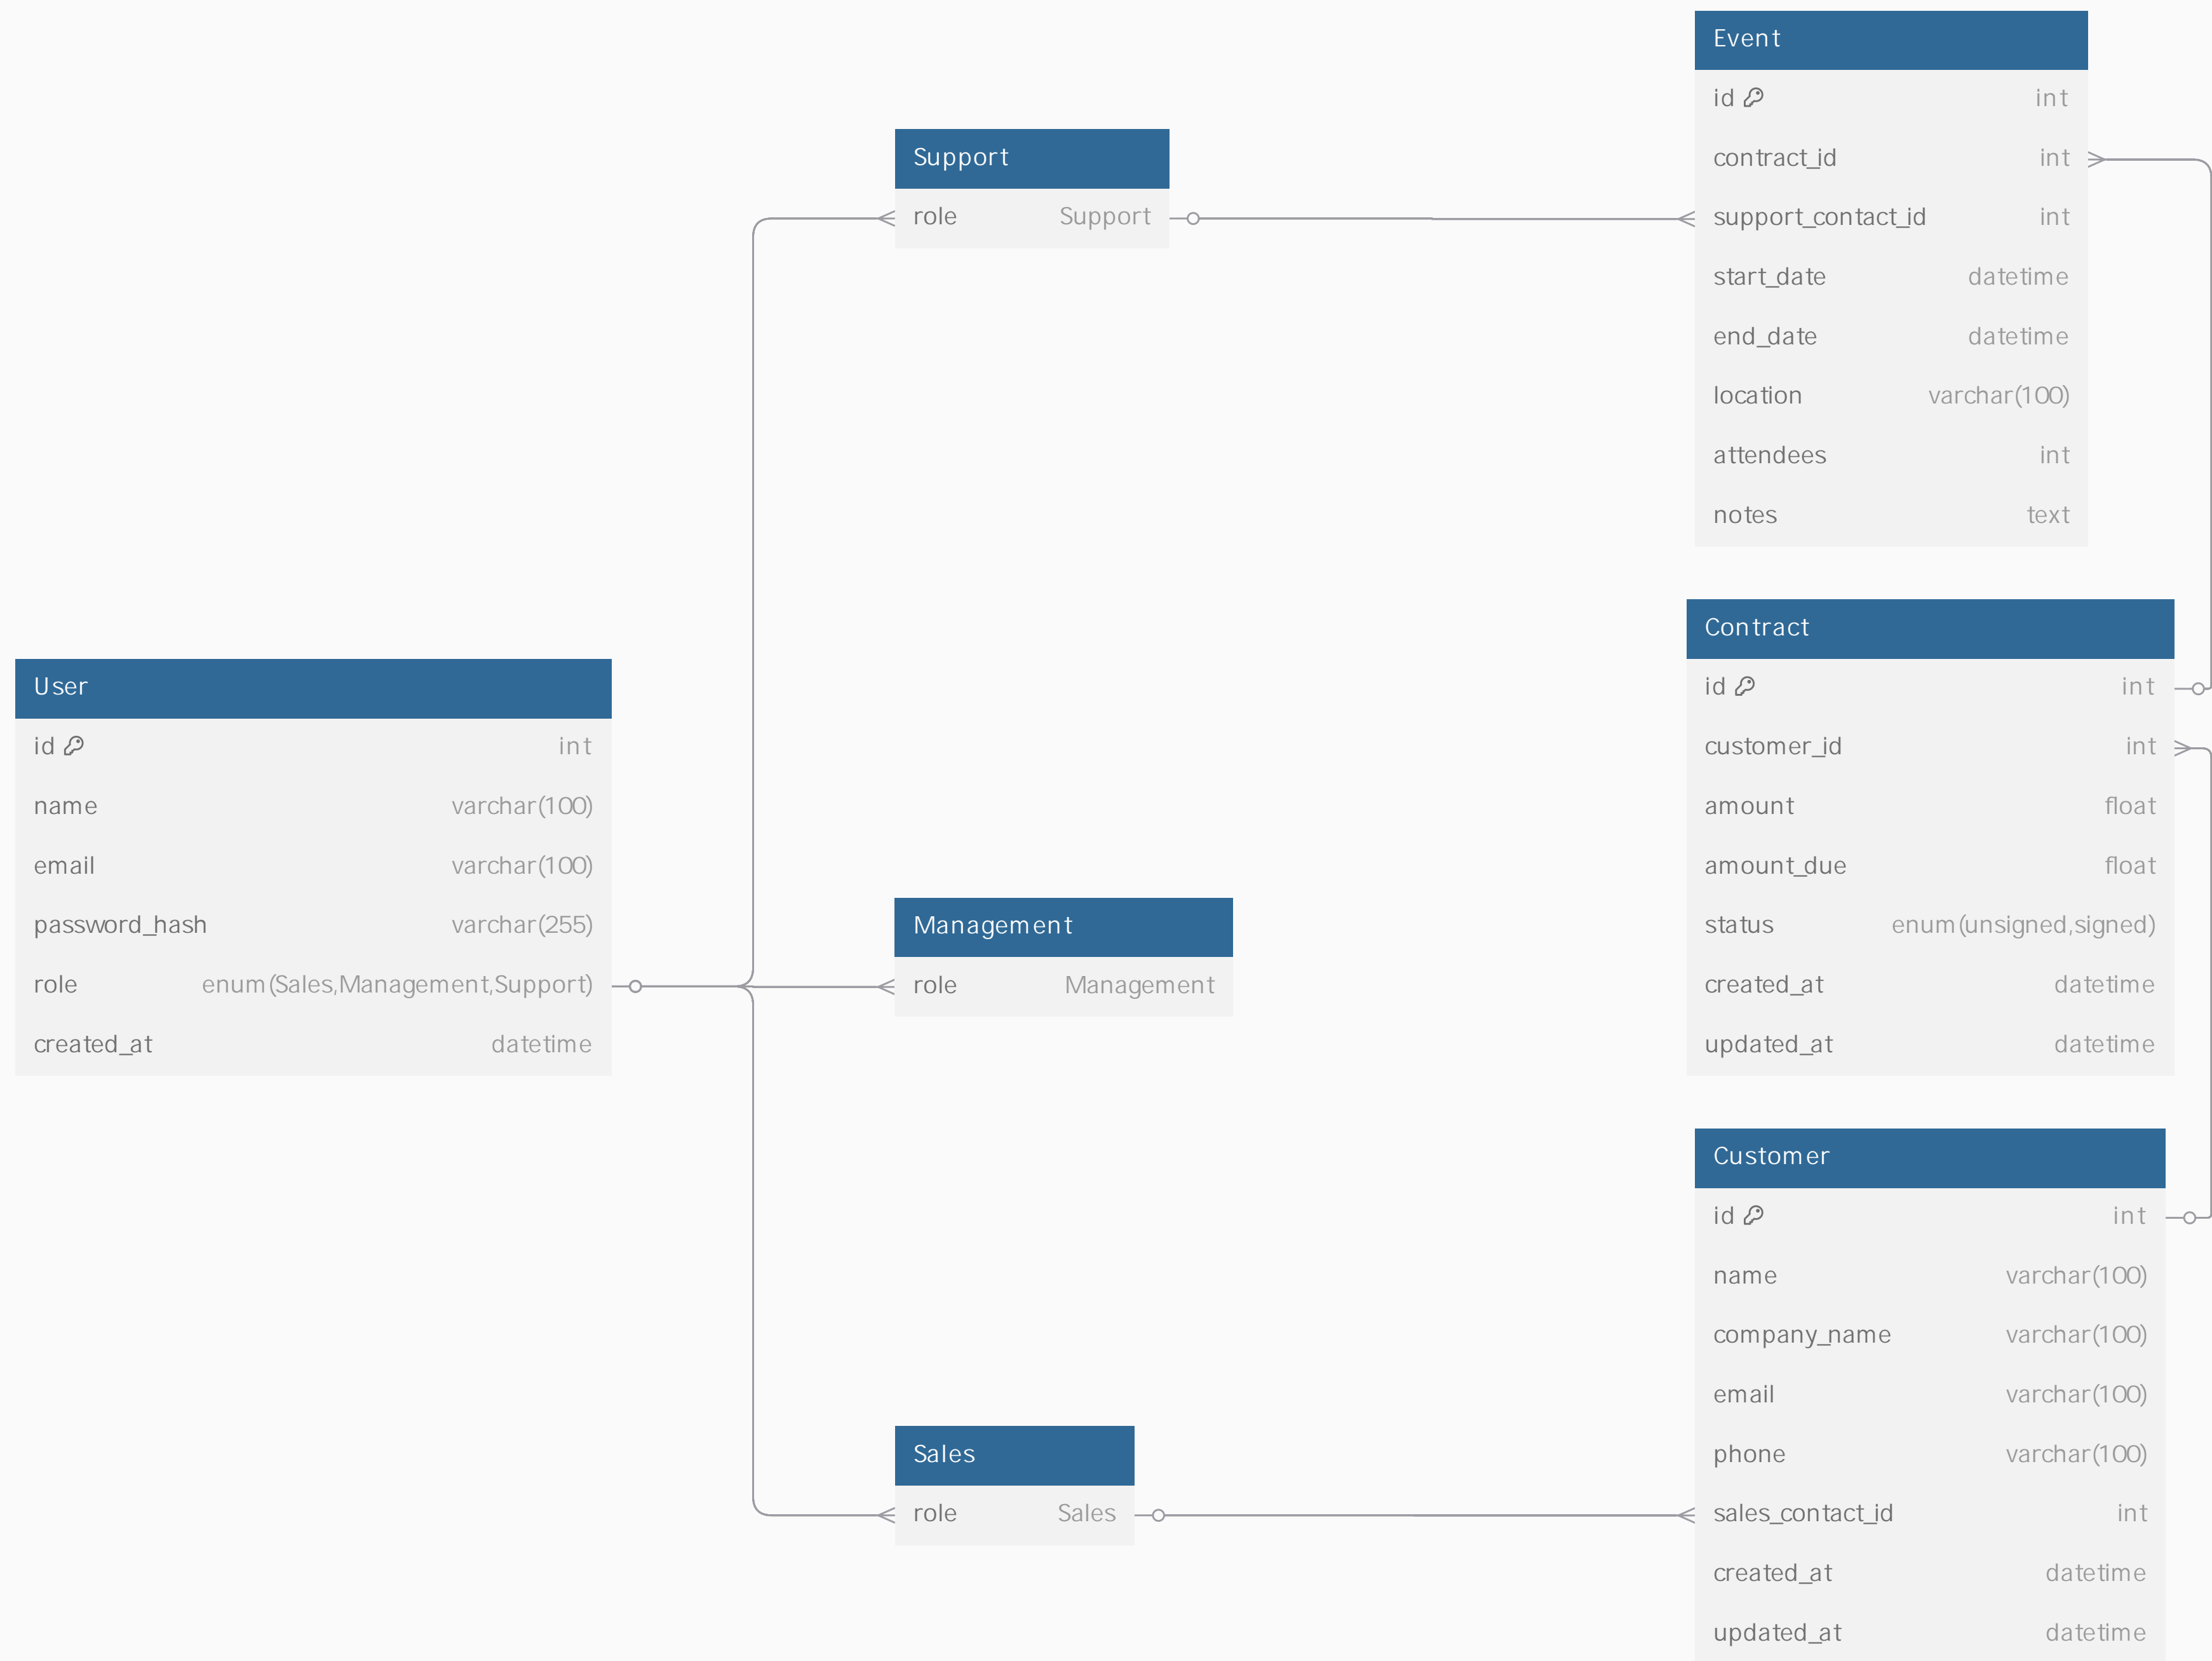 Event
id int
contract_id int
support_contact_id int
start_date datetime
end_date datetime
location varchar(100)
attendees int
notes text
Support
role Support
Contract
id int
customer_id int
amount float
amount_due float
status enum(unsigned,signed)
created_at datetime
updated_at datetime
User
id int
name varchar(100)
email varchar(100)
password_hash varchar(255)
role enum(Sales,Management,Support)
created_at datetime
Management
role Management
Customer
id int
name varchar(100)
company_name varchar(100)
email varchar(100)
phone varchar(100)
sales_contact_id int
created_at datetime
updated_at datetime
Sales
role Sales